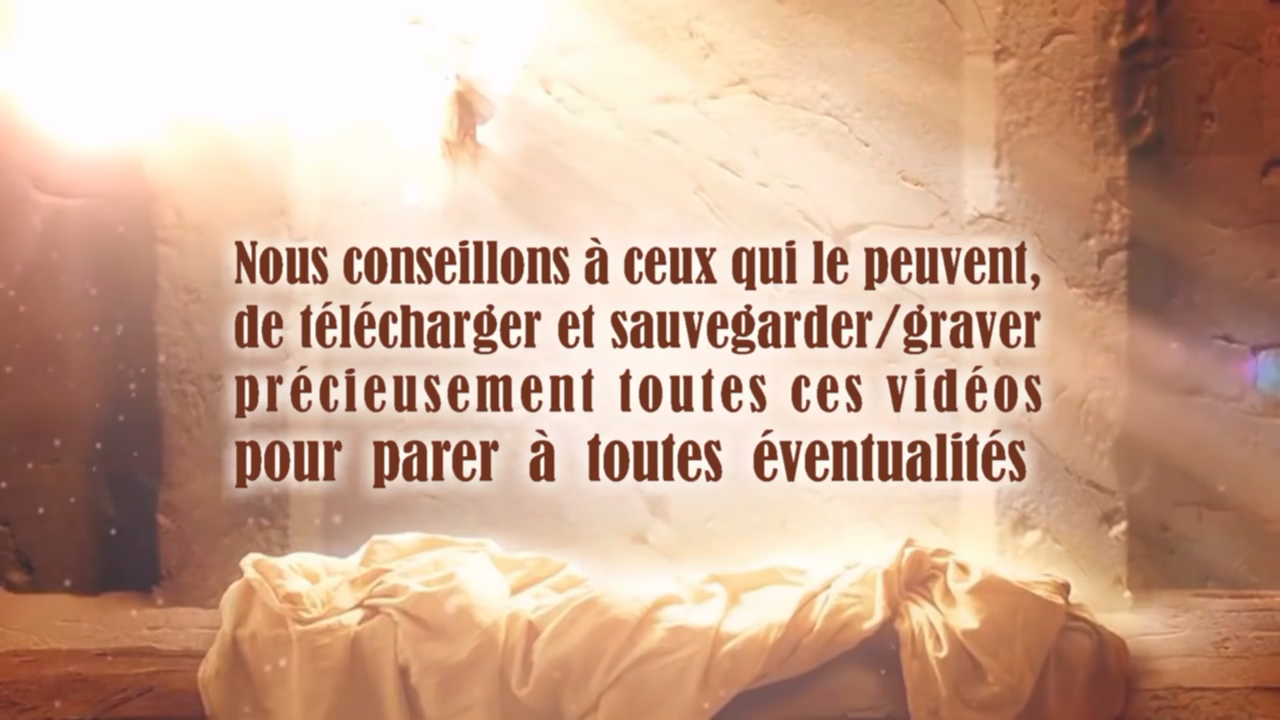 Nous conseillons à ceux qui le peuvent,
de télécharger et sauvegarder/graver
précieusement toutes ces vidéos
pour parer à toutes éventualités